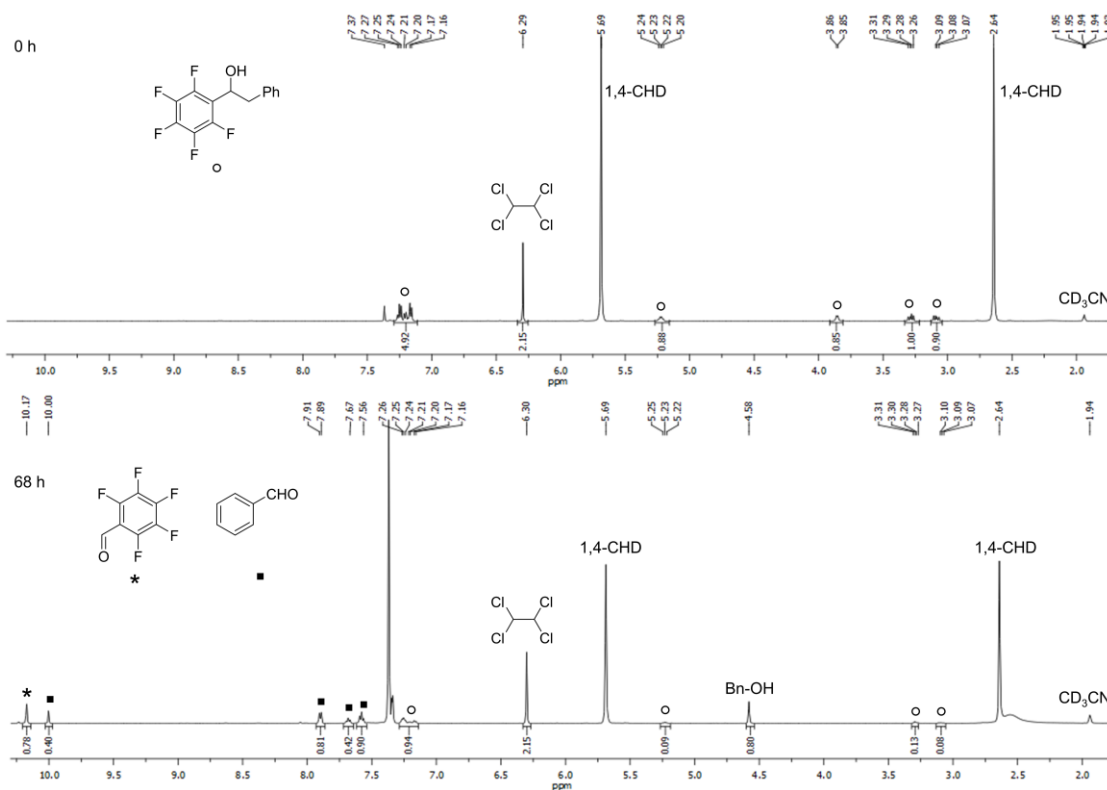 7.37 7.27 7.25 7.24 7.21 7.20 7.17 7.16 6.29 5.69 5.24 5.23 5.22 5.20 3.86 3.85 3.31 3.29 3.28 3.26 3.09 3.08 3.07 2.64 1.95 1.95 1.94 1.94
0 h
OH
F F Ph
F F
F
1,4-CHD 1,4-CHD
Cl Cl
Cl Cl
CD3CN
4.92 2.15 0.88 0.85 1.00 0.90
10.0 9.5 9.0 8.5 8.0 7.5 7.0 6.5 6.0 5.5 5.0 4.5 4.0 3.5 3.0 2.5 2.0
ppm
10.17 10.00 7.91 7.89 7.67 7.56 7.26 7.25 7.24 7.21 7.20 7.17 7.16 6.30 5.69 5.25 5.23 5.22 4.58 3.31 3.30 3.28 3.27 3.10 3.09 3.07 2.64 1.94
68 h
F F F CHO
F
O F
*
1,4-CHD 1,4-CHD
Cl Cl
Cl Cl
Bn-OH
CD3CN
*
0.78 0.40 0.81 0.42 0.90 0.94 2.15 0.09 0.80 0.13 0.08
10.0 9.5 9.0 8.5 8.0 7.5 7.0 6.5 6.0 5.5 5.0 4.5 4.0 3.5 3.0 2.5 2.0
ppm